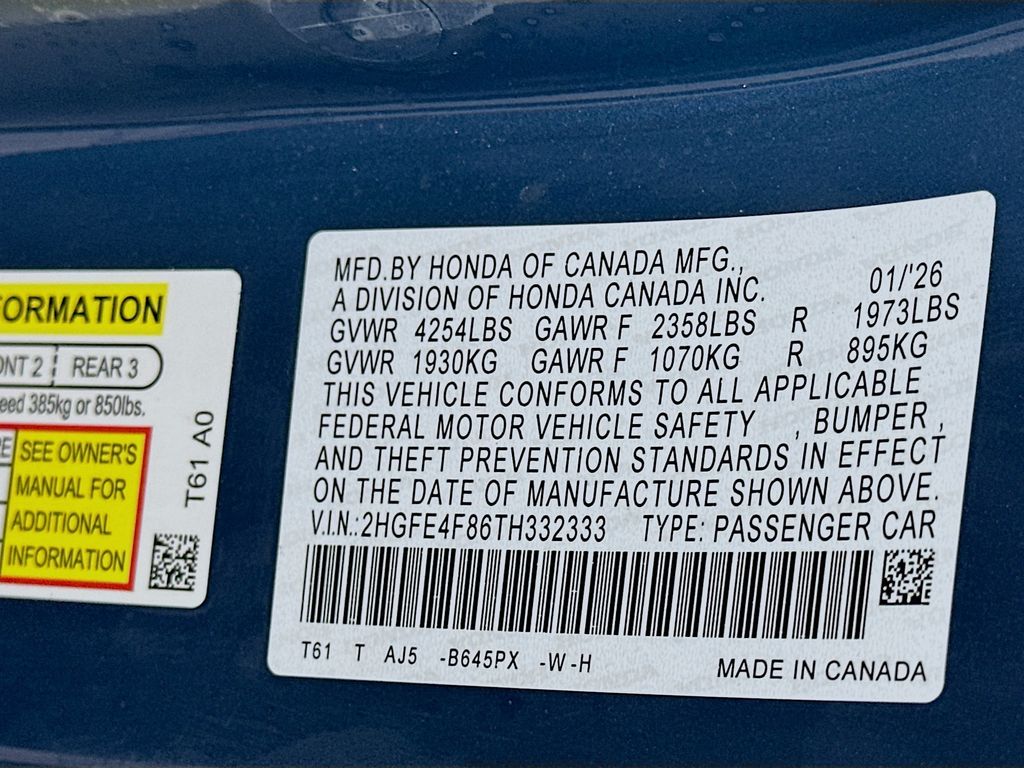 FORMATION
ONT 2 REAR 3
eed 385kg or 850lbs.
RE
SEE OWNER'S
MANUAL FOR
ADDITIONAL
INFORMATION
T61 A0
MFD.BY HONDA OF CANADA MFG.,
A DIVISION OF HONDA CANADA INC. 01/'26
GVWR 4254LBS GAWR F 2358LBS R 1973LBS
GVWR 1930KG GAWR F 1070KG R 895KG
THIS VEHICLE CONFORMS TO ALL APPLICABLE
FEDERAL MOTOR VEHICLE SAFETY , BUMPER ,
AND THEFT PREVENTION STANDARDS IN EFFECT
ON THE DATE OF MANUFACTURE SHOWN ABOVE.
V.I.N.:2HGFE4F86TH332333 TYPE: PASSENGER CAR
T61 T AJ5 -B645PX -W-H
MADE IN CANADA